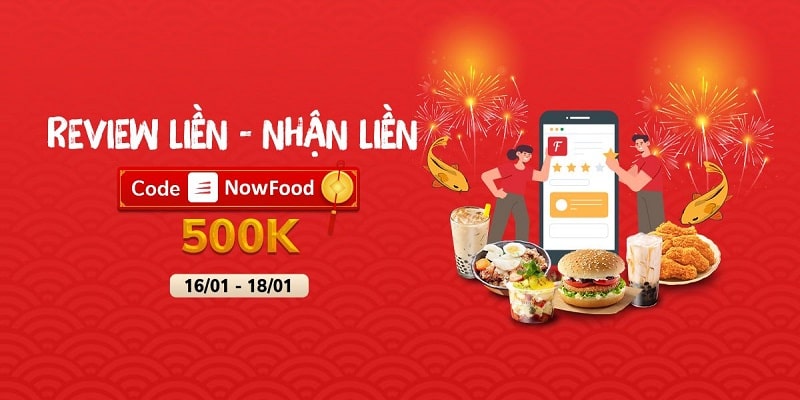 REVIEW LIỀN - NHẬN LIỀN
Code NowFood
500K
16/01 - 18/01
F